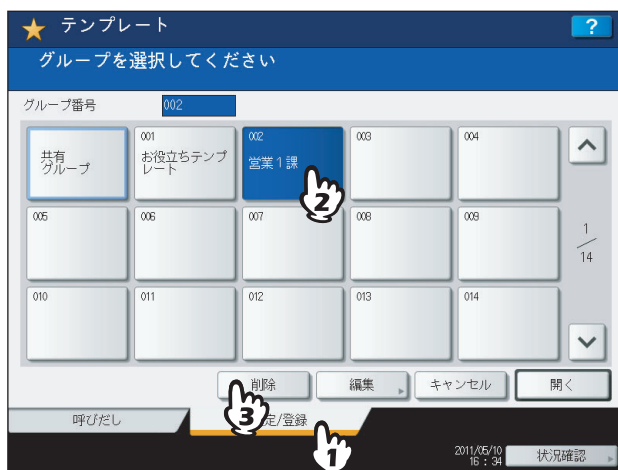 テンプレート
?
グループを選択してください
グループ番号 002
共有
グループ
001
お役立ちテンプ
レート
002
営業1課
003
004
005
006
007
008
009
1
14
010
011
012
013
014
削除
編集
キャンセル
開く
呼びだし
定/登録
2
3
1
2011/05/10
16:34
状況確認